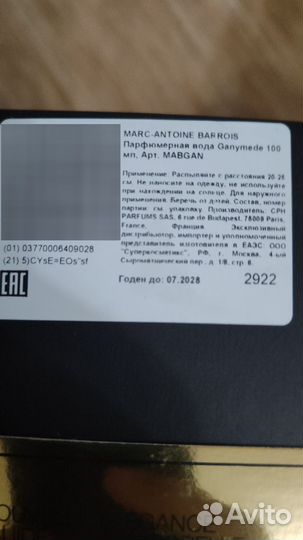 MARC-ANTOINE BARROIS
Парфюмерная вода Ganymede 100
мл, Арт. MABGAN
Применение: Распыляйте с расстояния 20-25
см. Не наносите на одежду, не используйте
при нахождении на солнце. Для наружного
применения. Беречь от детей. Состав, номер
партии см. упаковку. Производитель: CPH
PARFUMS SAS, 6 rue de Budapest, 75009 Paris,
France, Франция Эксклюзивный
дистрибьютор, импортер и уполномоченный
представитель изготовителя в ЕАЭС: ООО
"Суперкосметикс", РФ, г. Москва, 4-ый
Сыромятнический пер., д. 1/8, стр. 6.
(01) 03770006409028
(21) 5)CYsE=EOs"sf
EAC
Годен до: 07.2028
2922
Avito